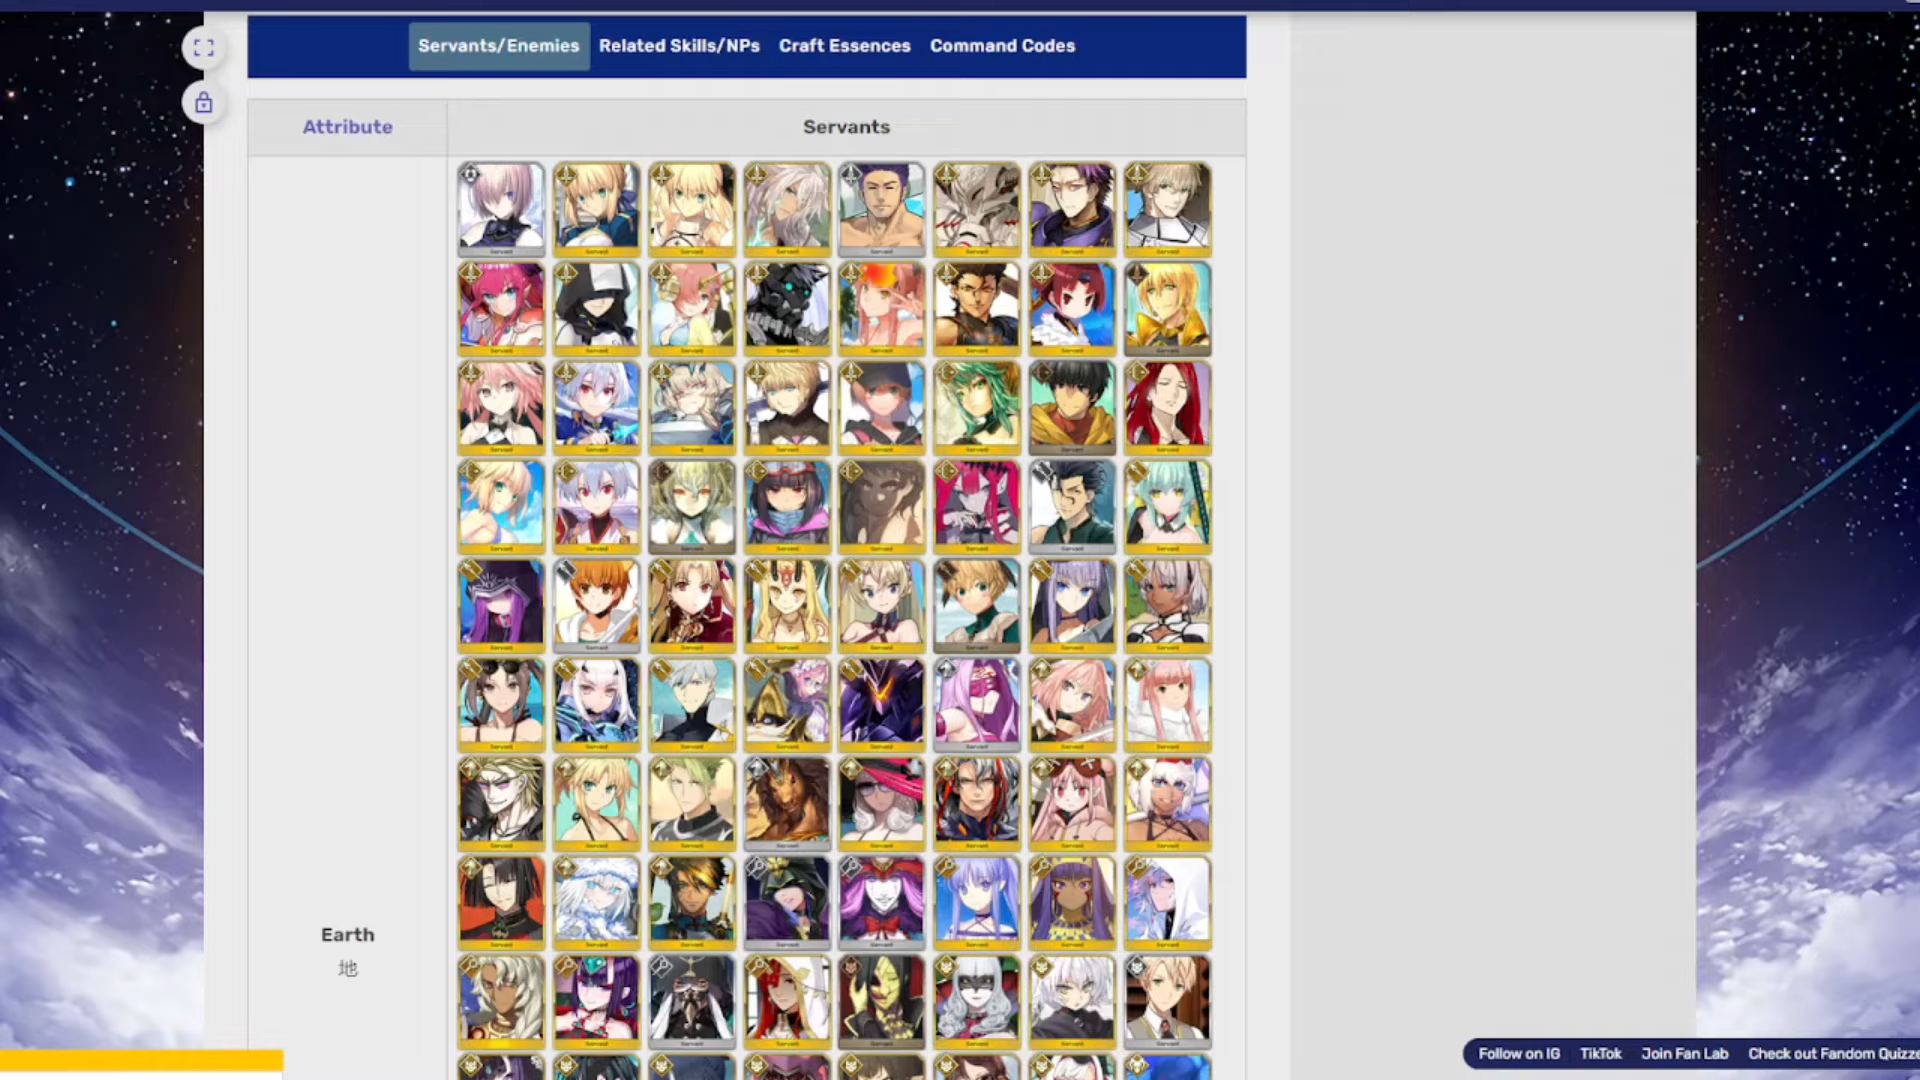 Servants/Enemies Related Skills/NPs Craft Essences Command Codes
Attribute Servants
Earth
地
Follow on IG TikTok Join Fan Lab Check out Fandom Quizze